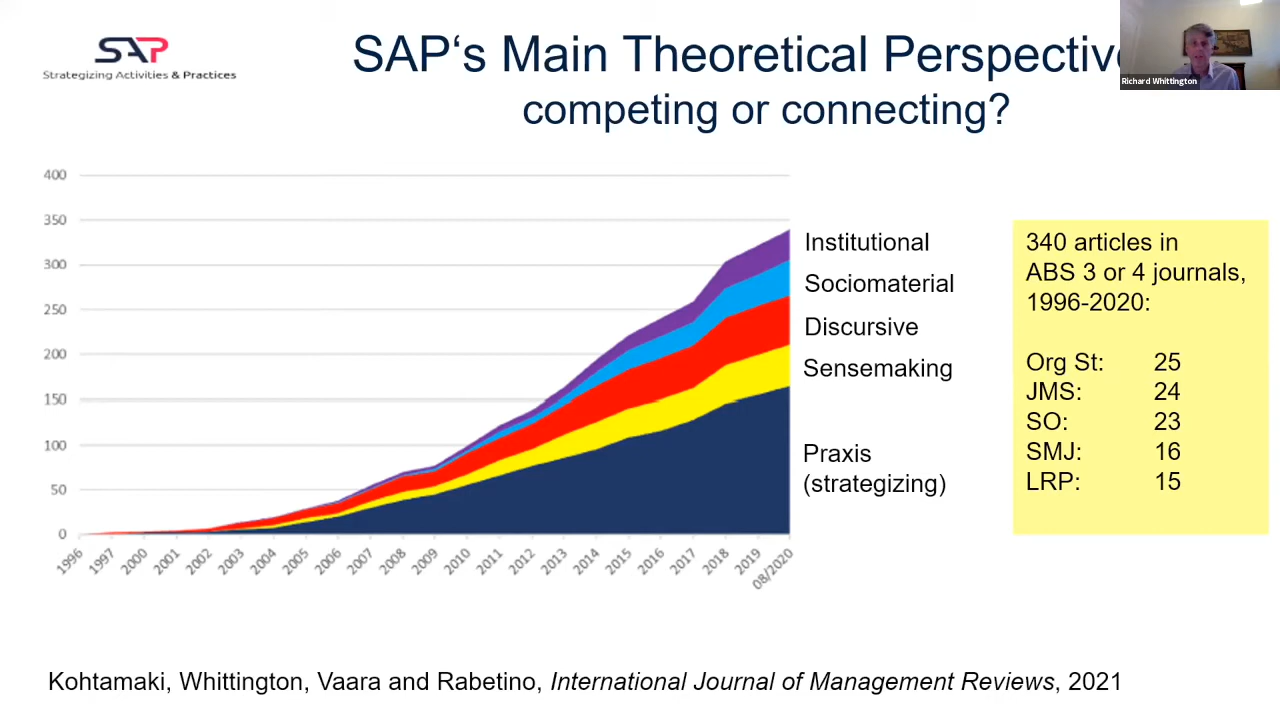 SAP
Strategizing Activities & Practices
SAP‘s Main Theoretical
competing or connecting?
Richard Whittington
400
350
300
250
200
150
100
50
0
1996
1997
2000
2001
2002
2003
2004
2005
2006
2007
2008
2009
2010
2011
2012
2013
2014
2015
2016
2017
2018
2019
08/2020
Institutional
Sociomaterial
Discursive
Sensemaking
Praxis
(strategizing)
340 articles in
ABS 3 or 4 journals,
1996-2020:
Org St: 25
JMS: 24
SO: 23
SMJ: 16
LRP: 15
Kohtamaki, Whittington, Vaara and Rabetino, International Journal of Management Reviews, 2021